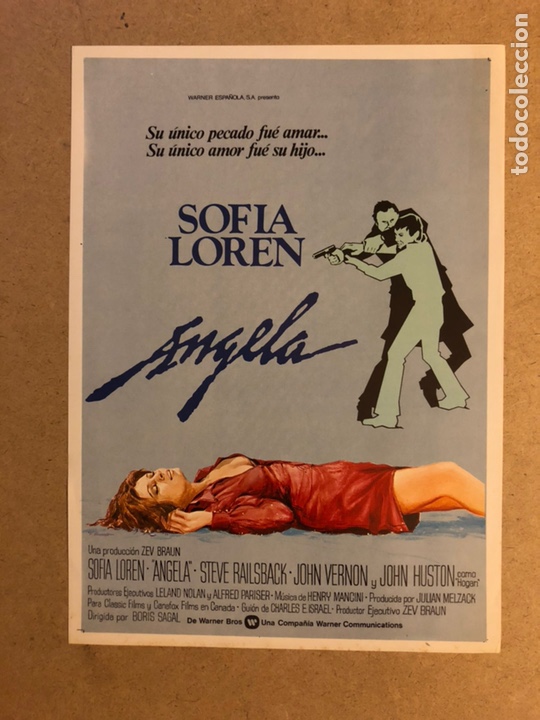 WARNER ESPAÑOLA, S.A. presenta
Su único pecado fué amar...
Su único amor fué su hijo...
SOFIA
LOREN
Angela
Una producción ZEV BRAUN
SOFIA LOREN · "ANGELA" · STEVE RAILSBACK · JOHN VERNON y JOHN HUSTON como "Hogan"
Productores Ejecutivos LELAND NOLAN y ALFRED PARISER · Música de HENRY MANCINI · Producida por JULIAN MELZACK
Para Classic Films y Canafox Films en Canada · Guión de CHARLES E. ISRAEL · Productor Ejecutivo ZEV BRAUN
Dirigida por BORIS SAGAL De Warner Bros W Una Compañía Warner Communications
todocoleccion